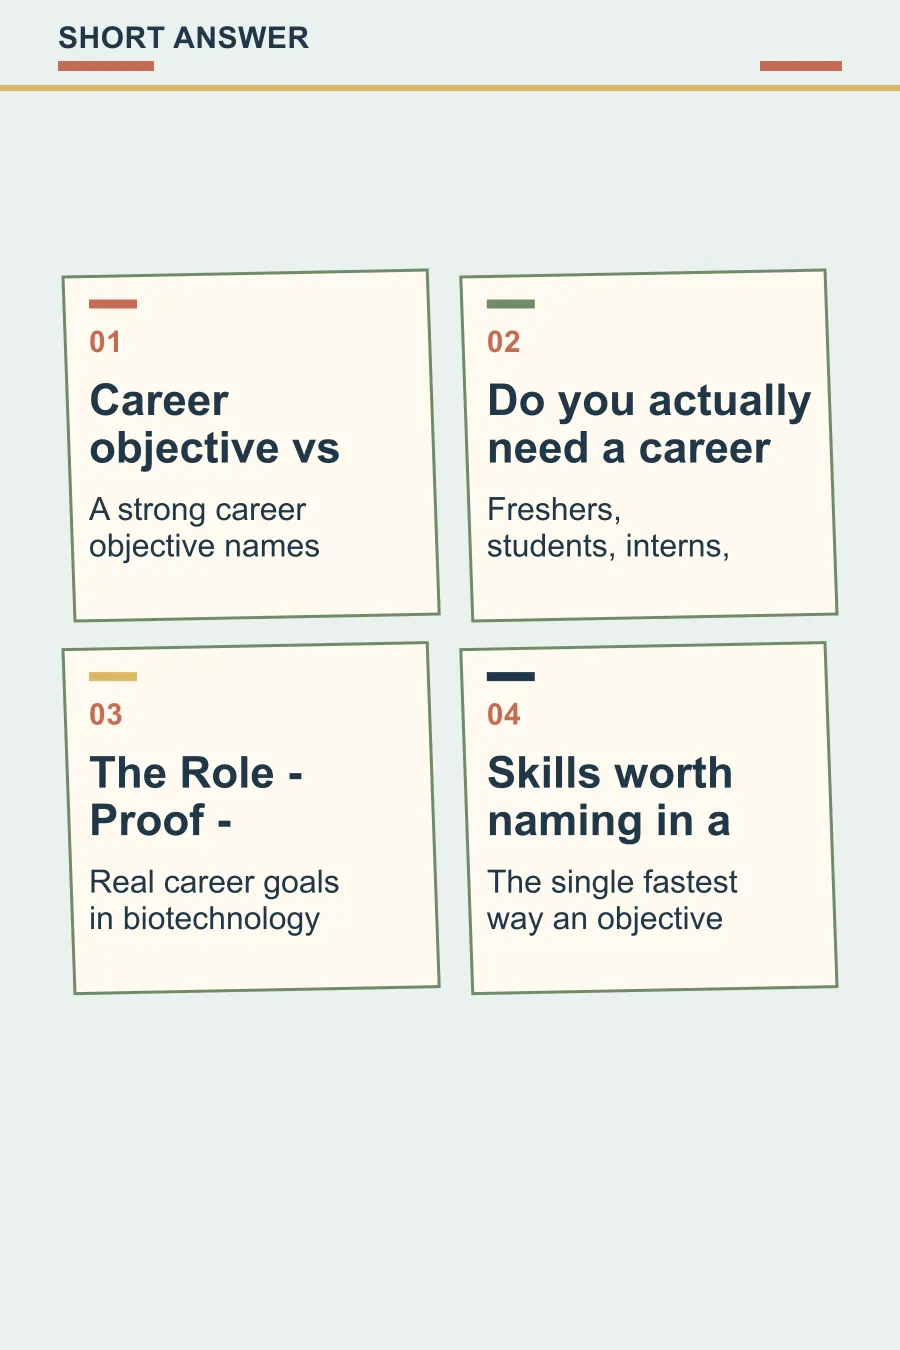 SHORT ANSWER
01
Career
objective vs
A strong career
objective names
02
Do you actually
need a career
Freshers,
students, interns,
03
The Role -
Proof -
Real career goals
in biotechnology
04
Skills worth
naming in a
The single fastest
way an objective